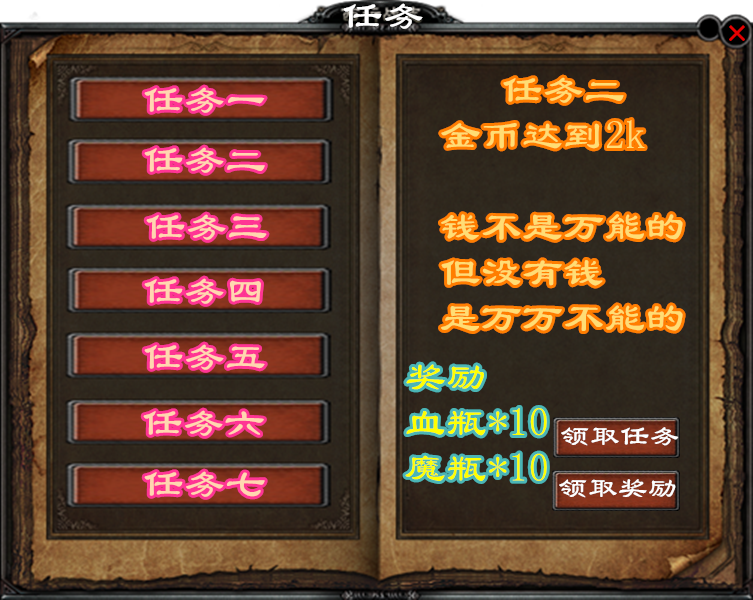 任务
任务一
任务二
任务三
任务四
任务五
任务六
任务七
任务二
金币达到2k
钱不是万能的
但没有钱
是万万不能的
奖励
血瓶*10
魔瓶*10
领取任务
领取奖励